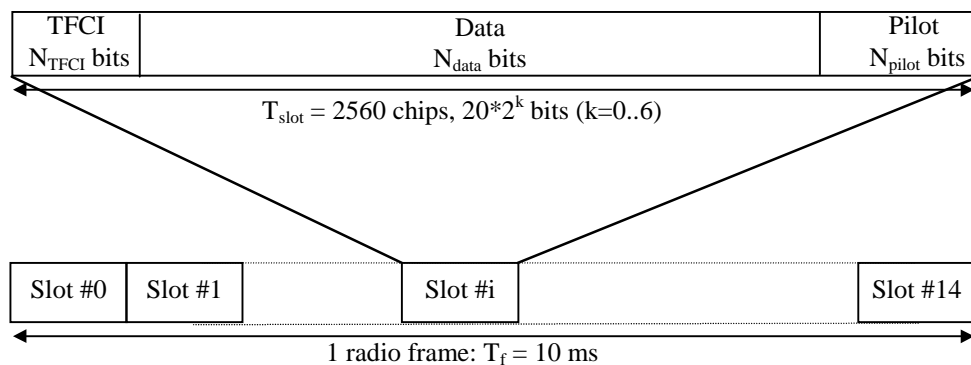 TFCI
N_TFCI bits
Data
N_data bits
Pilot
N_pilot bits
T_slot = 2560 chips, 20*2^k bits (k=0..6)
Slot #0
Slot #1
Slot #i
Slot #14
1 radio frame: T_f = 10 ms